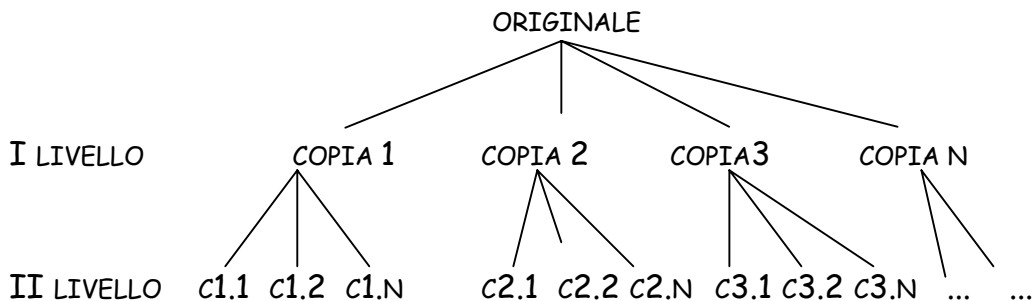 ORIGINALE
I LIVELLO COPIA 1 COPIA 2 COPIA3 COPIA N
II LIVELLO C1.1 C1.2 C1.N C2.1 C2.2 C2.N C3.1 C3.2 C3.N ... ...